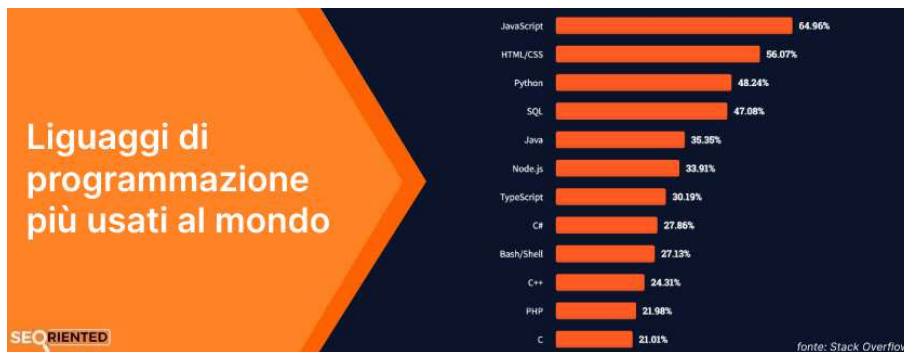 Liguaggi di
programmazione
più usati al mondo
SEORIENTED
JavaScript 64.96%
HTML/CSS 56.07%
Python 48.24%
SQL 47.08%
Java 35.35%
Node.js 33.91%
TypeScript 30.19%
C# 27.86%
Bash/Shell 27.13%
C++ 24.31%
PHP 21.98%
C 21.01%
fonte: Stack Overflow